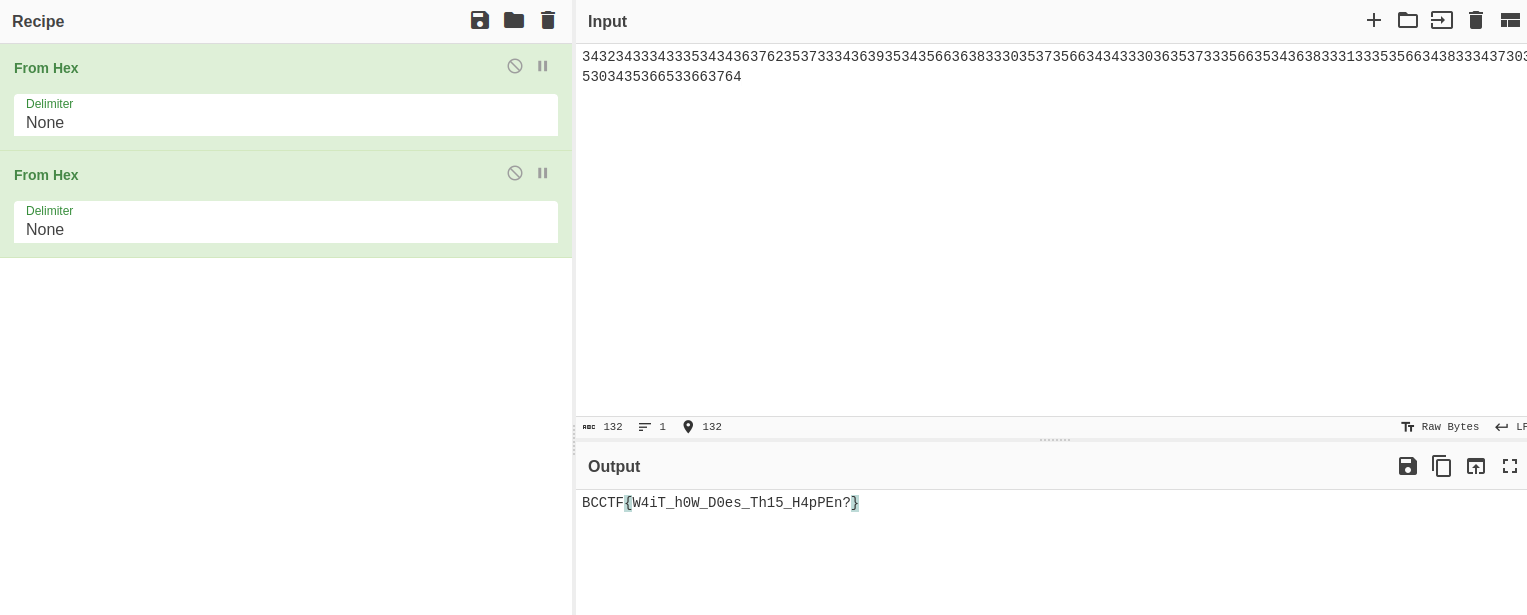 Recipe
Input
From Hex
Delimiter
None
From Hex
Delimiter
None
34323433343335343436376235373334363935343566363833303537356634343330363537333566353436383331333535663438333437303
5303435366533663764
ABC 132 1 132
Raw Bytes LF
Output
BCCTF{W4iT_h0W_D0es_Th15_H4pPEn?}